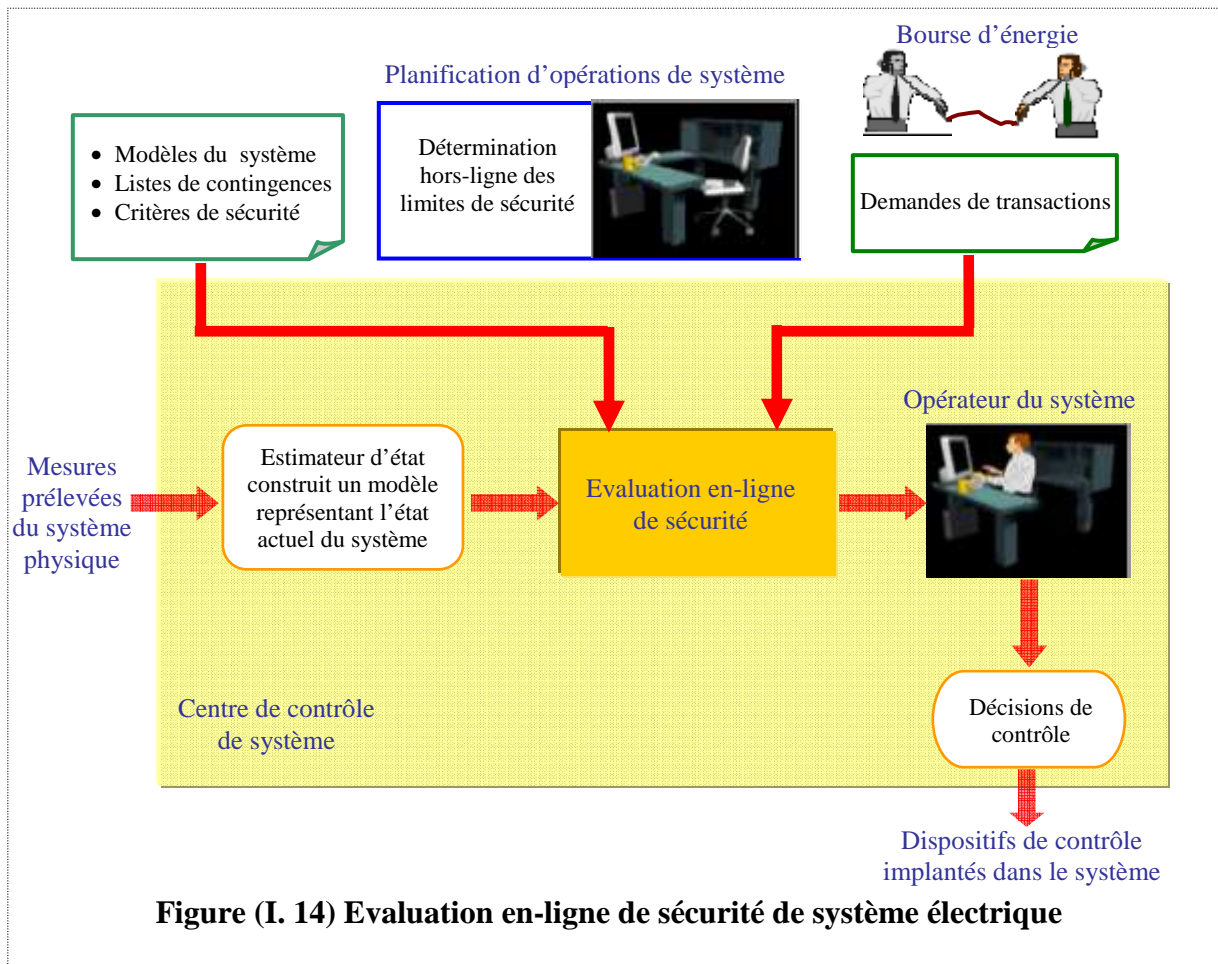 Bourse d’énergie
Planification d’opérations de système
• Modèles du système
• Listes de contingences
• Critères de sécurité
Détermination
hors-ligne des
limites de sécurité
Demandes de transactions
Opérateur du système
Mesures
prélevées
du système
physique
Estimateur d’état
construit un modèle
représentant l’état
actuel du système
Evaluation en-ligne
de sécurité
Centre de contrôle
de système
Décisions de
contrôle
Dispositifs de contrôle
implantés dans le système
Figure (I. 14) Evaluation en-ligne de sécurité de système électrique